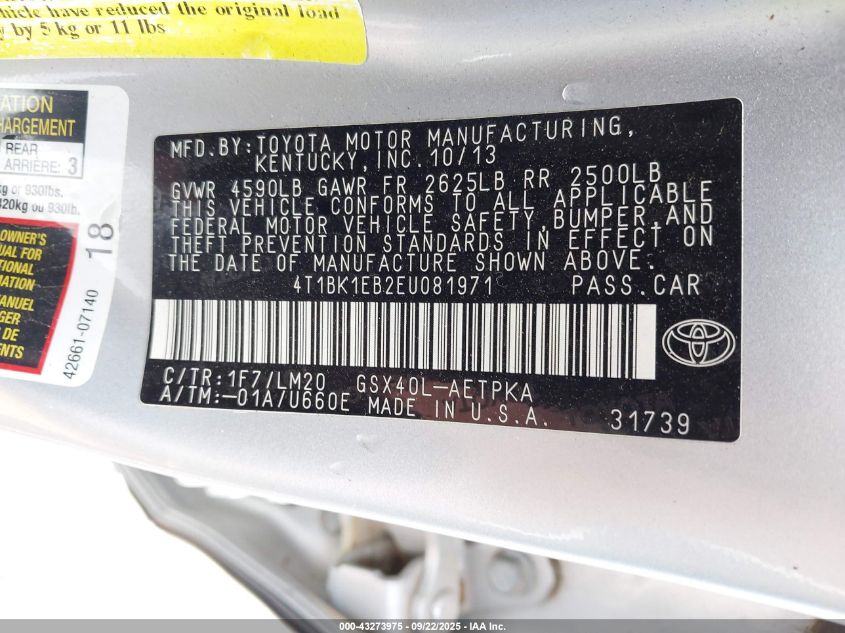 hicle have reduced the original load
g by 5 kg or 11 lbs
ATION
HARGEMENT
REAR
ARRIÈRE: 3
kg or 930lbs.
420kg ou 930lb.
OWNER'S
UAL FOR
TIONAL
MATION
MANUEL
GER
S DE
ENTS
18
42661-07140
MFD.BY:TOYOTA MOTOR MANUFACTURING,
KENTUCKY, INC. 10/13
GVWR 4590LB GAWR FR 2625LB RR 2500LB
THIS VEHICLE CONFORMS TO ALL APPLICABLE
FEDERAL MOTOR VEHICLE SAFETY, BUMPER, AND
THEFT PREVENTION STANDARDS IN EFFECT ON
THE DATE OF MANUFACTURE SHOWN ABOVE.
4T1BK1EB2EU081971 PASS.CAR
C/TR:1F7/LM20 GSX40L-AETPKA
A/TM:-01A/U660E MADE IN U.S.A. 31739
000-43273975 - 09/22/2025 - IAAI.COM